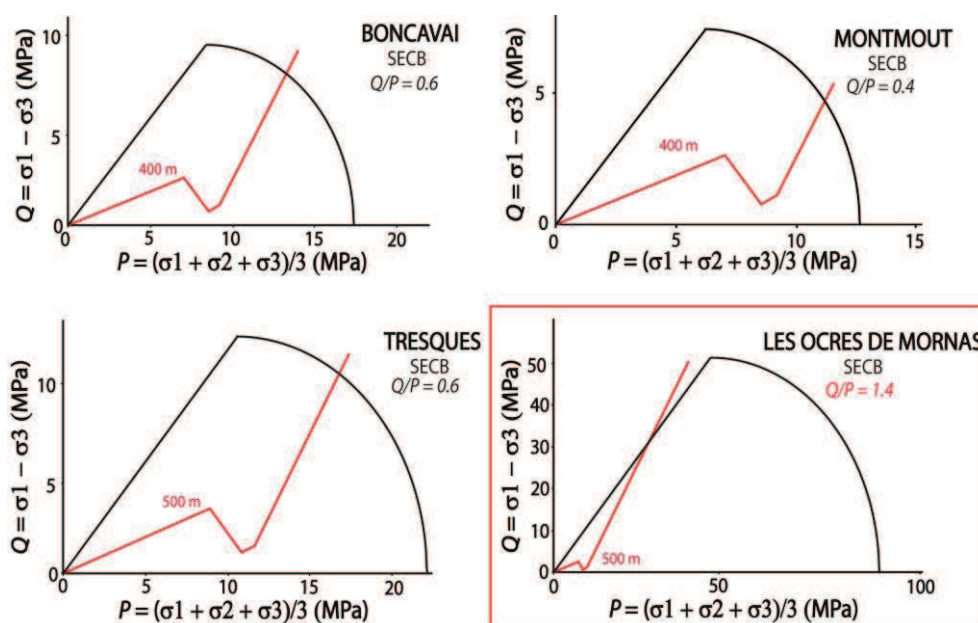 BONCAVAI
SECB
Q/P = 0.6
Q = σ1 − σ3 (MPa)
10
5
0
400 m
0 5 10 15 20
P = (σ1 + σ2 + σ3)/3 (MPa)
MONTMOUT
SECB
Q/P = 0.4
Q = σ1 − σ3 (MPa)
5
0
400 m
0 5 10 15
P = (σ1 + σ2 + σ3)/3 (MPa)
TRESQUES
SECB
Q/P = 0.6
Q = σ1 − σ3 (MPa)
10
5
0
500 m
0 5 10 15 20
P = (σ1 + σ2 + σ3)/3 (MPa)
LES OCRES DE MORNAS
SECB
Q/P = 1.4
Q = σ1 − σ3 (MPa)
50
40
30
20
10
0
500 m
0 50 100
P = (σ1 + σ2 + σ3)/3 (MPa)